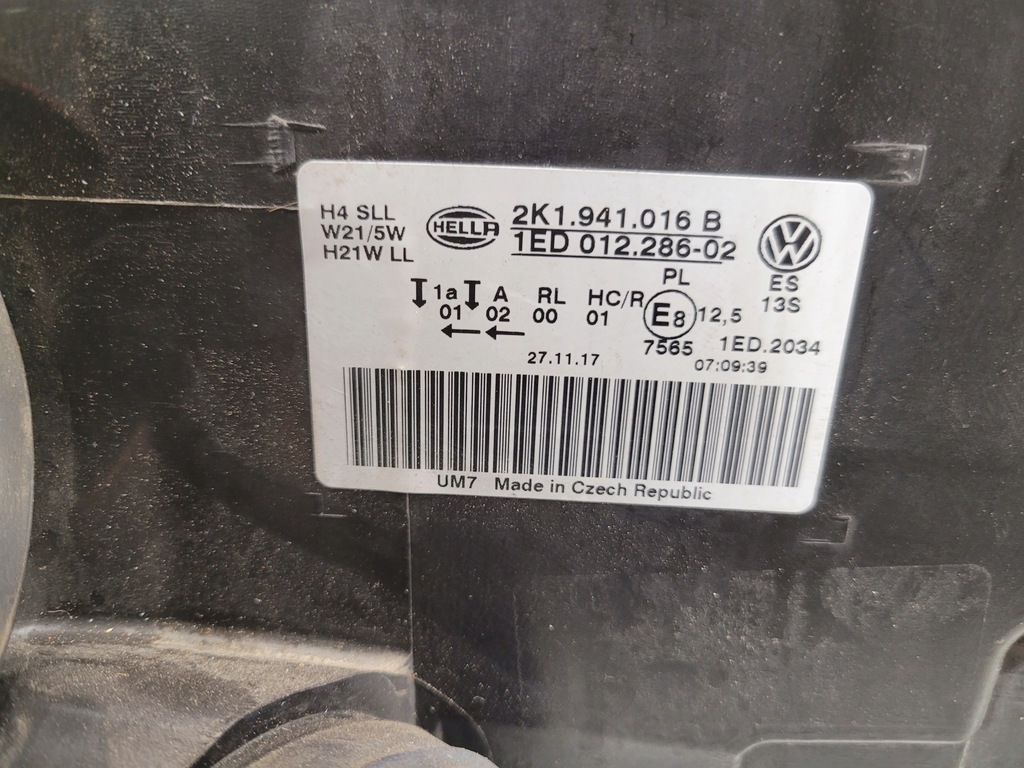 H4 SLL
W21/5W
H21W LL
HELLA
2K1.941.016 B
1ED 012.286-02
VW
PL
ES
13S
1a A RL HC/R E8 12,5
01 02 00 01
7565 1ED.2034
27.11.17 07:09:39
UM7 Made in Czech Republic